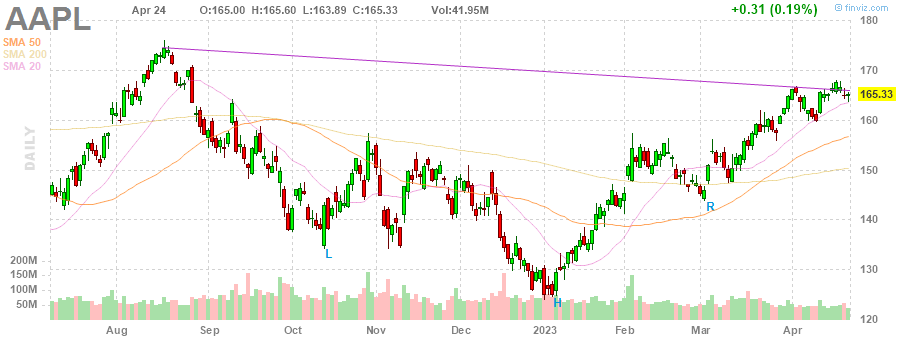 AAPL Apr 24 O:165.00 H:165.60 L:163.89 C:165.33 Vol:41.95M +0.31 (0.19%) @ finviz.com
SMA 50
SMA 200
SMA 20
DAILY
180
170
165.33
160
150
140
130
120
200M
100M
50M
L
H
R
Aug Sep Oct Nov Dec 2023 Feb Mar Apr